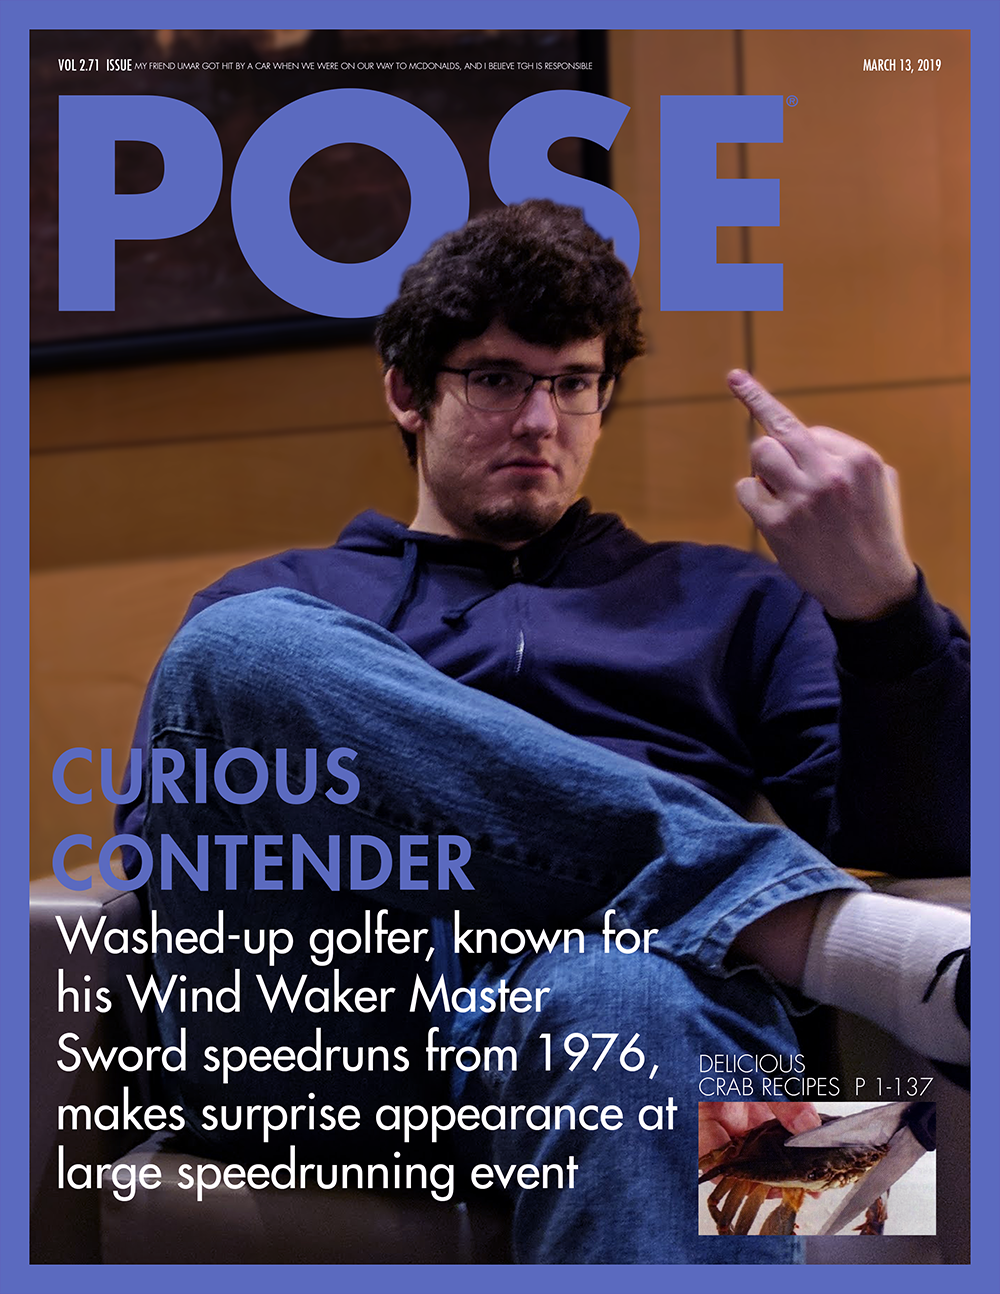 VOL 2.71 ISSUE MY FRIEND UMAR GOT HIT BY A CAR WHEN WE WERE ON OUR WAY TO MCDONALDS, AND I BELIEVE TGH IS RESPONSIBLE
MARCH 13, 2019
POSE®
CURIOUS
CONTENDER
Washed-up golfer, known for
his Wind Waker Master
Sword speedruns from 1976,
makes surprise appearance at
large speedrunning event
DELICIOUS
CRAB RECIPES P 1-137